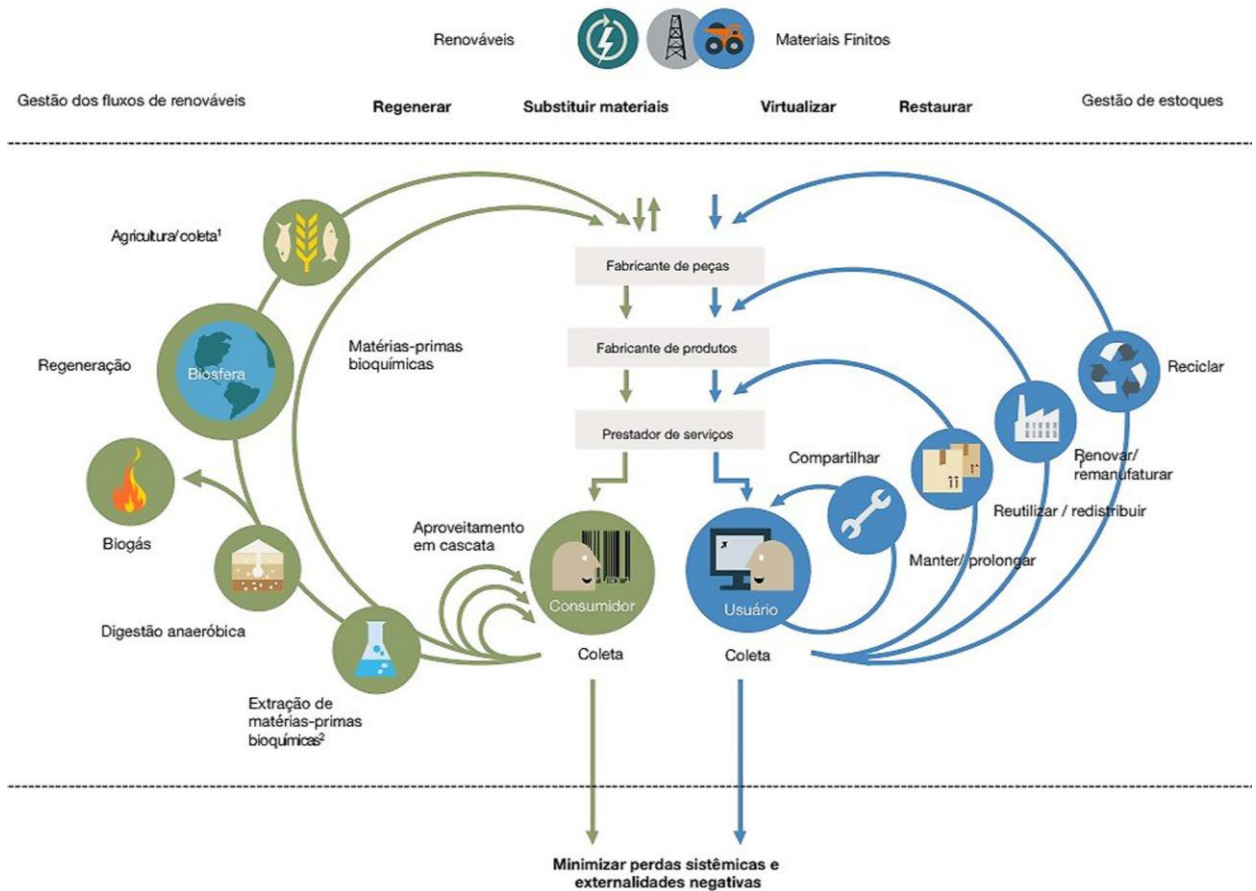 Renováveis
Materiais Finitos
Gestão dos fluxos de renováveis
Regenerar
Substituir materiais
Virtualizar
Restaurar
Gestão de estoques
Agricultura/coleta¹
Fabricante de peças
Matérias-primas
bioquímicas
Fabricante de produtos
Regeneração
Biosfera
Reciclar
Prestador de serviços
Compartilhar
Renovar/
remanufaturar
Reutilizar / redistribuir
Biogás
Aproveitamento
em cascata
Manter/ prolongar
Consumidor
Usuário
Digestão anaeróbica
Coleta
Coleta
Extração de
matérias-primas
bioquímicas²
Minimizar perdas sistêmicas e
externalidades negativas